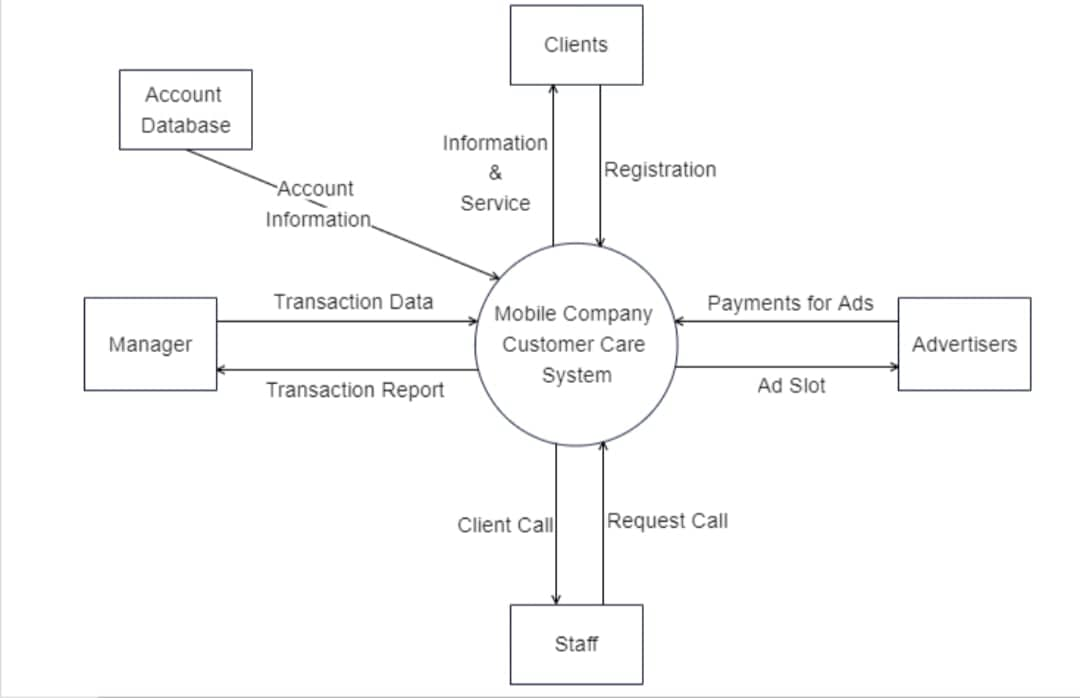 Clients
Account
Database
Information
&
Service
Registration
Account
Information
Transaction Data
Mobile Company
Customer Care
System
Payments for Ads
Manager
Advertisers
Transaction Report
Ad Slot
Client Call
Request Call
Staff